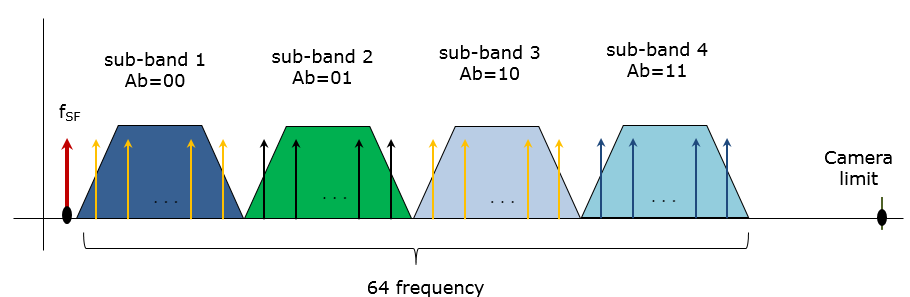 sub-band 1
Ab=00
sub-band 2
Ab=01
sub-band 3
Ab=10
sub-band 4
Ab=11
fSF
Camera
limit
. . .
. . .
. . .
. . .
64 frequency